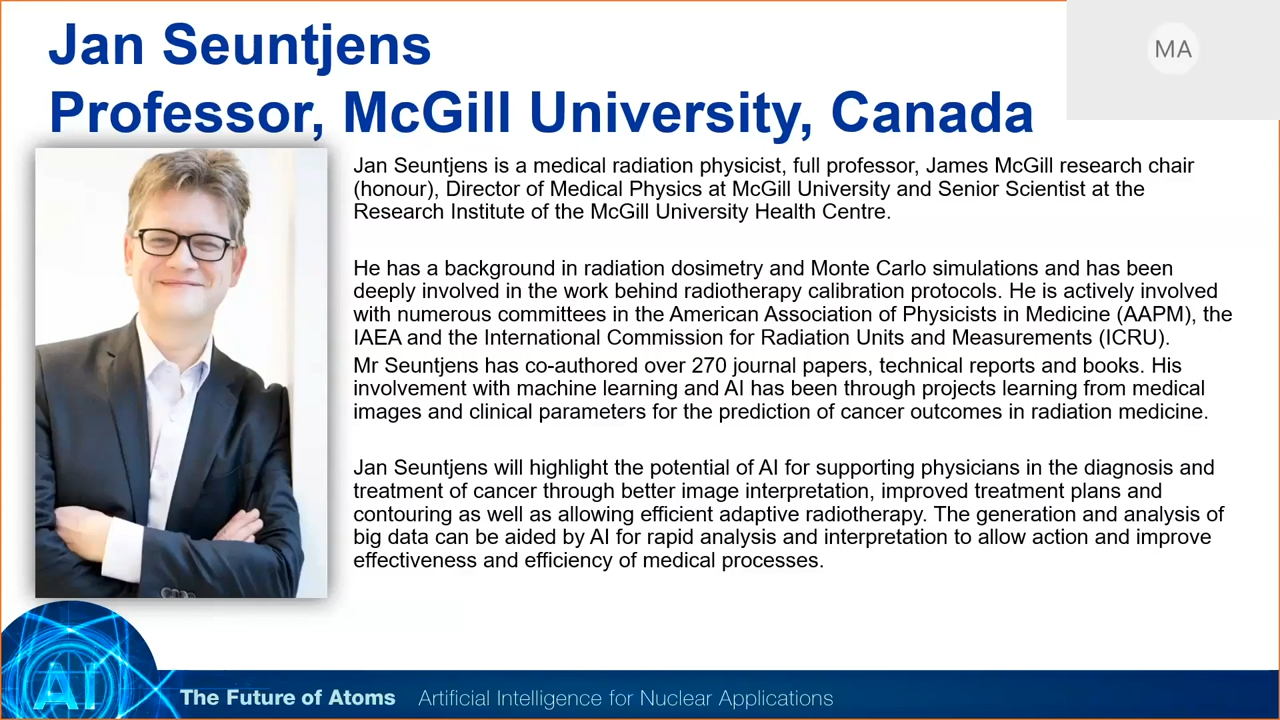 Jan Seuntjens
Professor, McGill University, Canada
MA
Jan Seuntjens is a medical radiation physicist, full professor, James McGill research chair
(honour), Director of Medical Physics at McGill University and Senior Scientist at the
Research Institute of the McGill University Health Centre.
He has a background in radiation dosimetry and Monte Carlo simulations and has been
deeply involved in the work behind radiotherapy calibration protocols. He is actively involved
with numerous committees in the American Association of Physicists in Medicine (AAPM), the
IAEA and the International Commission for Radiation Units and Measurements (ICRU).
Mr Seuntjens has co-authored over 270 journal papers, technical reports and books. His
involvement with machine learning and AI has been through projects learning from medical
images and clinical parameters for the prediction of cancer outcomes in radiation medicine.
Jan Seuntjens will highlight the potential of AI for supporting physicians in the diagnosis and
treatment of cancer through better image interpretation, improved treatment plans and
contouring as well as allowing efficient adaptive radiotherapy. The generation and analysis of
big data can be aided by AI for rapid analysis and interpretation to allow action and improve
effectiveness and efficiency of medical processes.
AI
The Future of Atoms Artificial Intelligence for Nuclear Applications